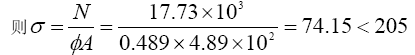 则σ = N/ϕA = 17.73×10³/0.489×4.89×10² = 74.15 < 205